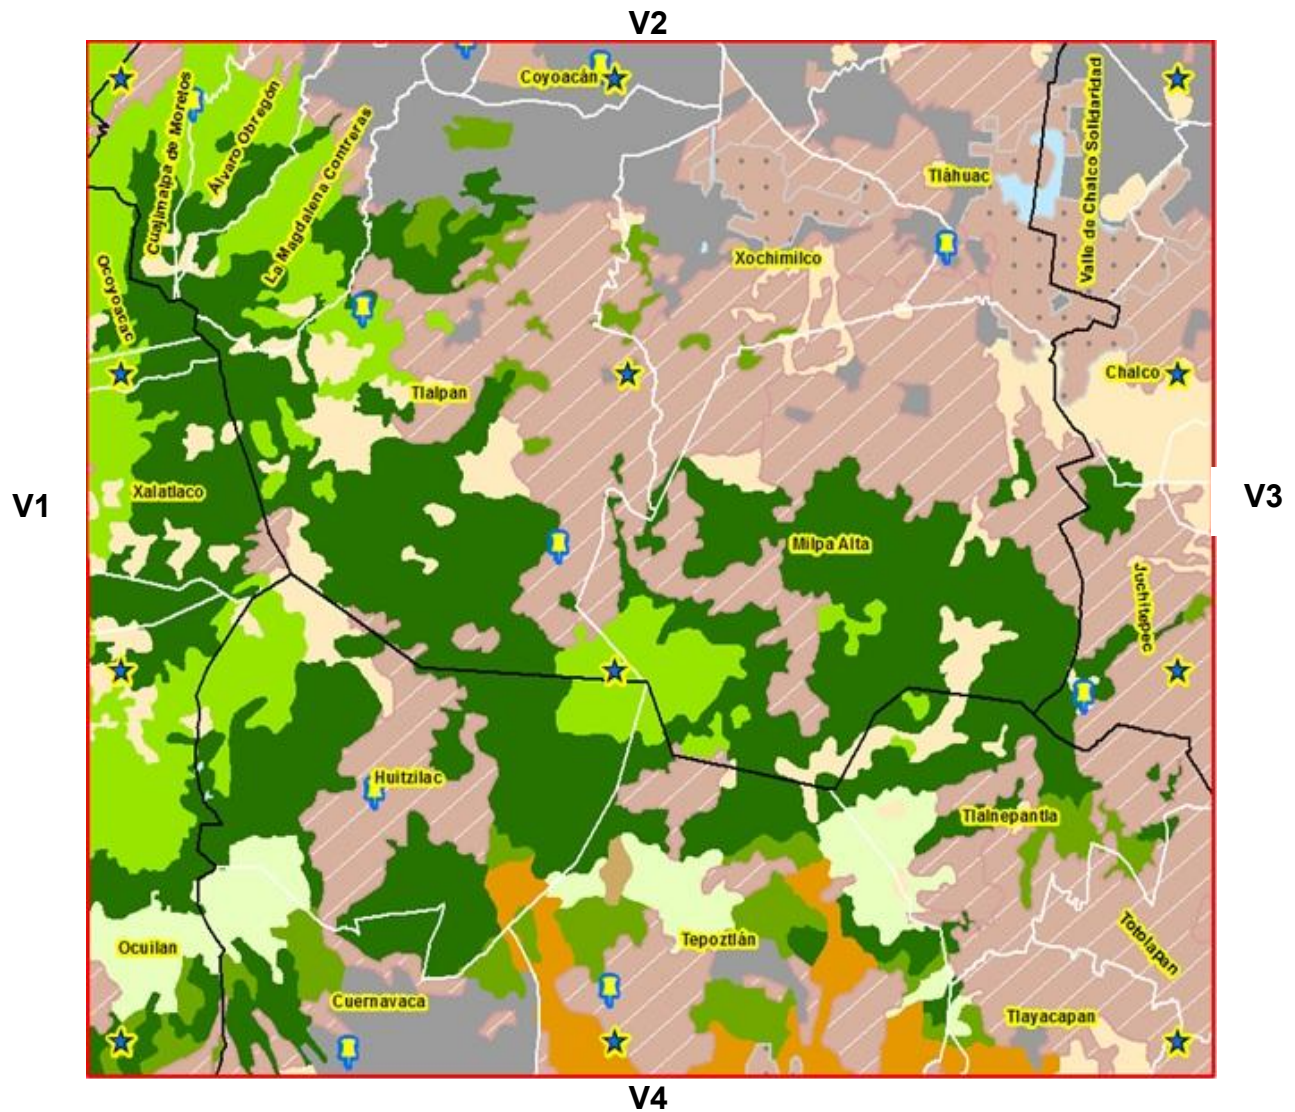 V2
Coyoacán
Cuajimalpa de Morelos
Álvaro Obregón
La Magdalena Contreras
Valle de Chalco Solidaridad
Tláhuac
Xochimilco
Ocoyoacac
Chalco
Tlalpan
V1
Xalatlaco
V3
Milpa Alta
Juchitepec
Huitzilac
Tlalnepantla
Ocuilan
Tepoztlán
Totolapan
Cuernavaca
Tlayacapan
V4